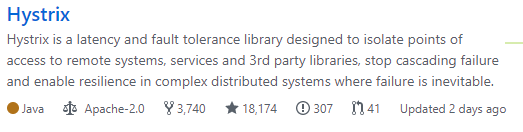 Hystrix
Hystrix is a latency and fault tolerance library designed to isolate points of
access to remote systems, services and 3rd party libraries, stop cascading failure
and enable resilience in complex distributed systems where failure is inevitable.
Java Apache-2.0 3,740 18,174 307 41 Updated 2 days ago